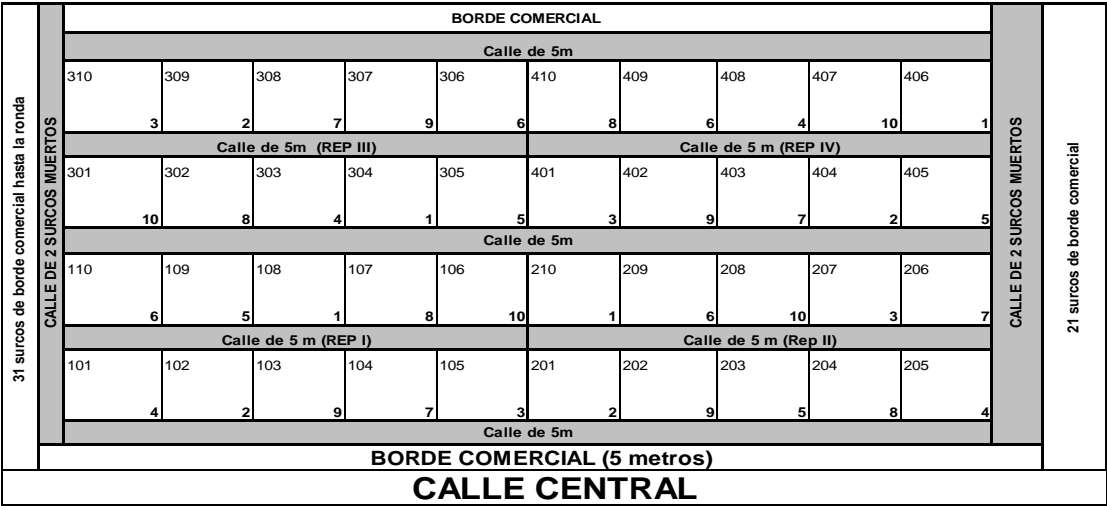 BORDE COMERCIAL
Calle de 5m
310 309 308 307 306 410 409 408 407 406
3 2 7 9 6 8 6 4 10 1
Calle de 5m (REP III) Calle de 5 m (REP IV)
301 302 303 304 305 401 402 403 404 405
10 8 4 1 5 3 9 7 2 5
Calle de 5m
110 109 108 107 106 210 209 208 207 206
6 5 1 8 10 1 6 10 3 7
Calle de 5 m (REP I) Calle de 5 m (Rep II)
101 102 103 104 105 201 202 203 204 205
4 2 9 7 3 2 9 5 8 4
Calle de 5m
BORDE COMERCIAL (5 metros)
CALLE CENTRAL
31 surcos de borde comercial hasta la ronda
CALLE DE 2 SURCOS MUERTOS
CALLE DE 2 SURCOS MUERTOS
21 surcos de borde comercial